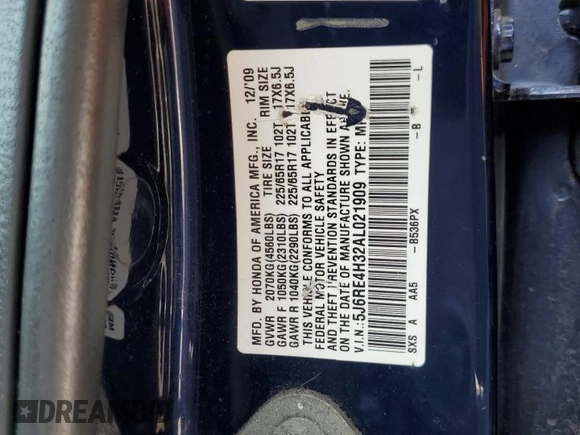 MFD. BY HONDA OF AMERICA MFG., INC. 12/'09
GVWR 2070KG(4560LBS) TIRE SIZE RIM SIZE
GAWR F 1050KG(2310LBS) 225/65R17 102T 17X6.5J
GAWR R 1040KG(2290LBS) 225/65R17 102T 17X6.5J
THIS VEHICLE CONFORMS TO ALL APPLICABLE
FEDERAL MOTOR VEHICLE SAFETY
AND THEFT PREVENTION STANDARDS IN EFFECT
ON THE DATE OF MANUFACTURE SHOWN ABOVE.
V.I.N.: 5J6RE4H32AL021909 TYPE:
SXS A AA5 -B536PX -B -L
DREAMBID